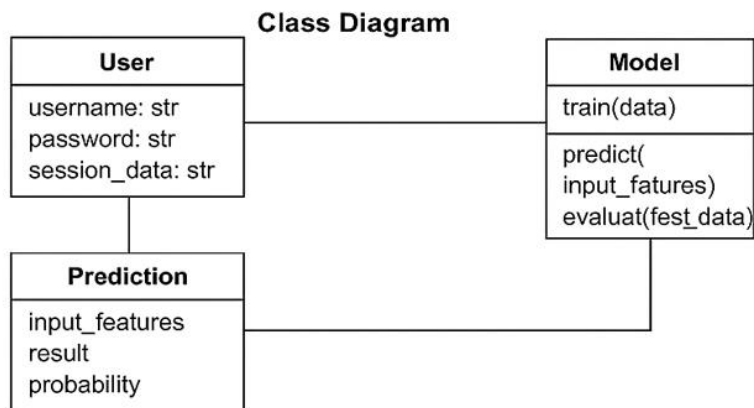 Class Diagram
User
username: str
password: str
session_data: str
Model
train(data)
predict(
input_fatures)
evaluat(fest_data)
Prediction
input_features
result
probability